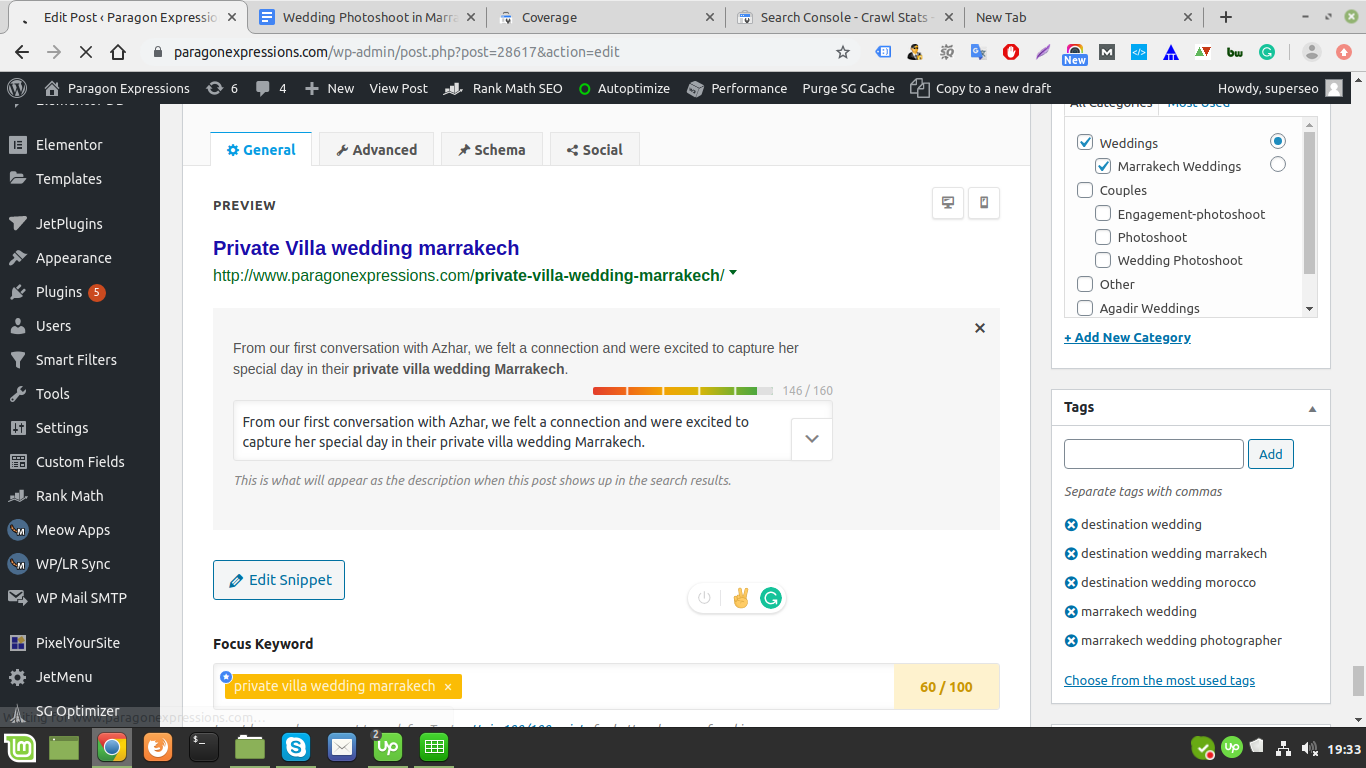 Edit Post ‹ Paragon Expressio
Wedding Photoshoot in Marra
Coverage
Search Console - Crawl Stats -
New Tab
paragonexpressions.com/wp-admin/post.php?post=28617&action=edit
New
Paragon Expressions
6
4
New
View Post
Rank Math SEO
Autoptimize
Performance
Purge SG Cache
Copy to a new draft
Howdy, superseo
Elementor
Templates
JetPlugins
Appearance
Plugins 5
Users
Smart Filters
Tools
Settings
Custom Fields
Rank Math
Meow Apps
WP/LR Sync
WP Mail SMTP
PixelYourSite
JetMenu
SG Optimizer
Waiting for www.paragonexpressions.com...
General
Advanced
Schema
Social
PREVIEW
Private Villa wedding marrakech
http://www.paragonexpressions.com/private-villa-wedding-marrakech/
From our first conversation with Azhar, we felt a connection and were excited to capture her
special day in their private villa wedding Marrakech.
146 / 160
From our first conversation with Azhar, we felt a connection and were excited to
capture her special day in their private villa wedding Marrakech.
This is what will appear as the description when this post shows up in the search results.
Edit Snippet
Focus Keyword
private villa wedding marrakech ×
60 / 100
All Categories
Most Used
Weddings
Marrakech Weddings
Couples
Engagement-photoshoot
Photoshoot
Wedding Photoshoot
Other
Agadir Weddings
+ Add New Category
Tags
Add
Separate tags with commas
destination wedding
destination wedding marrakech
destination wedding morocco
marrakech wedding
marrakech wedding photographer
Choose from the most used tags
2
Up
Up
19:33